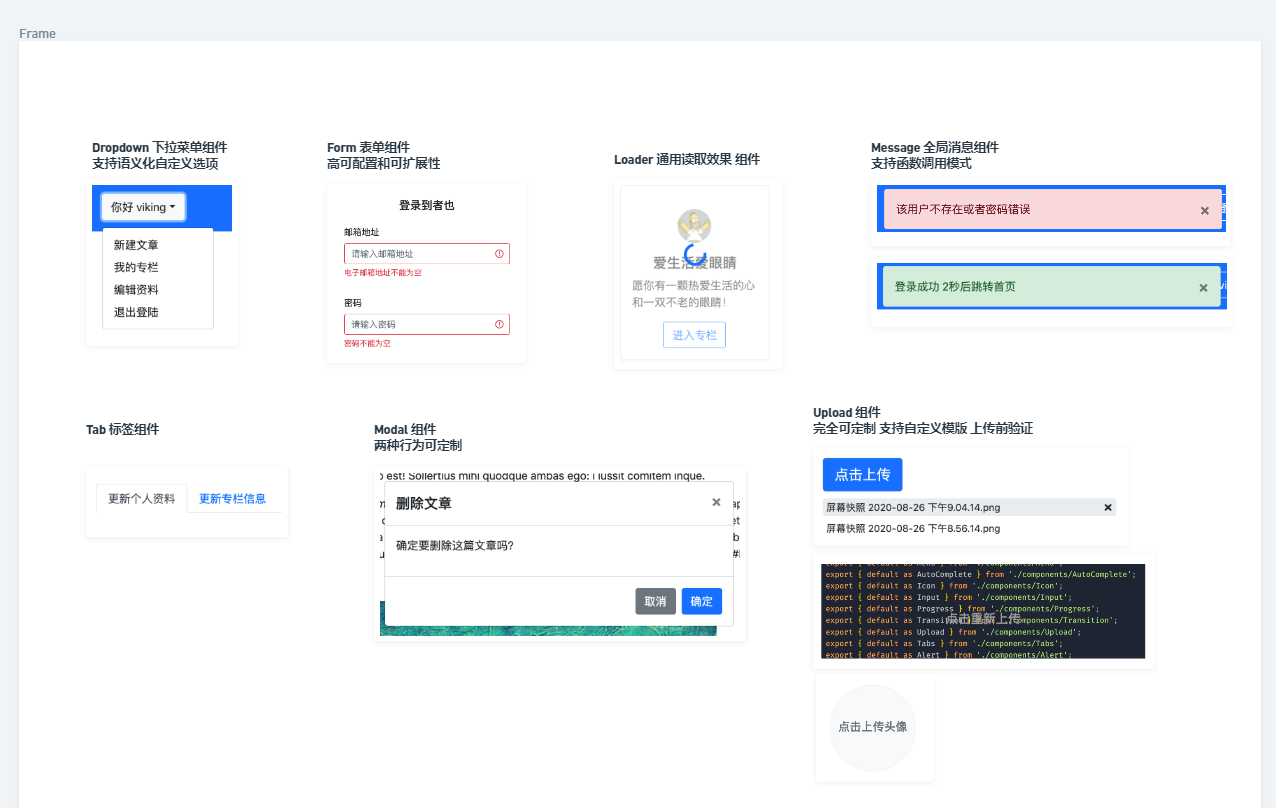 Frame
Dropdown 下拉菜单组件
支持语义化自定义选项
你好 viking
新建文章
我的专栏
编辑资料
退出登陆
Form 表单组件
高可配置和可扩展性
登录到者也
邮箱地址
请输入邮箱地址
电子邮箱地址不能为空
密码
请输入密码
密码不能为空
Loader 通用读取效果 组件
爱生活爱眼睛
愿你有一颗热爱生活的心
和一双不老的眼睛!
进入专栏
Message 全局消息组件
支持函数调用模式
该用户不存在或者密码错误
×
登录成功 2秒后跳转首页
×
Tab 标签组件
更新个人资料
更新专栏信息
Modal 组件
两种行为可定制
est! Sollertius mihi quodque ambas ego: i iussit comitem inque.
删除文章
×
确定要删除这篇文章吗?
取消
确定
Upload 组件
完全可定制 支持自定义模版 上传前验证
点击上传
屏幕快照 2020-08-26 下午9.04.14.png
×
屏幕快照 2020-08-26 下午8.56.14.png
export { default as Menu } from './components/Menu';
export { default as AutoComplete } from './components/AutoComplete';
export { default as Icon } from './components/Icon';
export { default as Input } from './components/Input';
export { default as Progress } from './components/Progress';
export { default as Transition } from './components/Transition';
点击重新上传
export { default as Upload } from './components/Upload';
export { default as Tabs } from './components/Tabs';
export { default as Alert } from './components/Alert';
点击上传头像